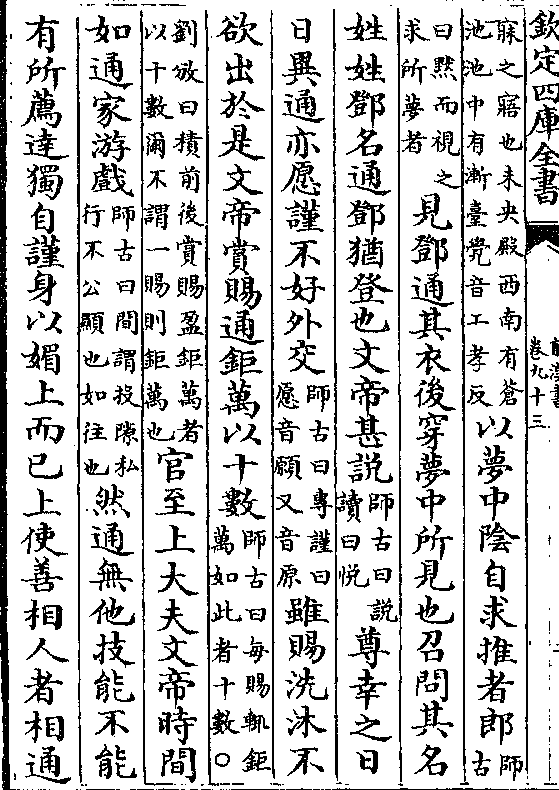 欽定四庫全書
卷九十三
寐之寤也未央殿西南有蒼
池池中有漸臺覺音工孝反
以夢中陰自求推者郎
師古
曰黙而視之
求所夢者
見鄧通其衣後穿夢中所見也召問其名
姓姓鄧名通鄧猶登也文帝甚說
師古曰説
讀曰悦
尊幸之日
日異通亦愿謹不好外交
師古曰專謹曰
愿音願又音原
雖賜洗沐不
欲出於是文帝賞賜通鉅萬以十數
師古曰每賜輙鉅
萬如此者十數○
劉攽曰積前後賞賜盈鉅萬者
以十數爾不謂一賜則鉅萬也
官至上大夫文帝時間
如通家游戲
師古曰間謂投隙私
行不公顯也如往也
然通無他技能不能
有所薦達獨自謹身以媚上而已上使善相人者相通